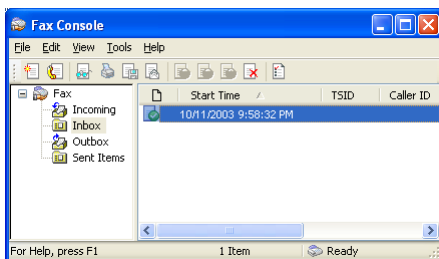 Fax Console
File Edit View Tools Help
Fax
Incoming
Inbox
Outbox
Sent Items
Start Time TSID Caller ID
10/11/2003 9:58:32 PM
For Help, press F1 1 Item Ready